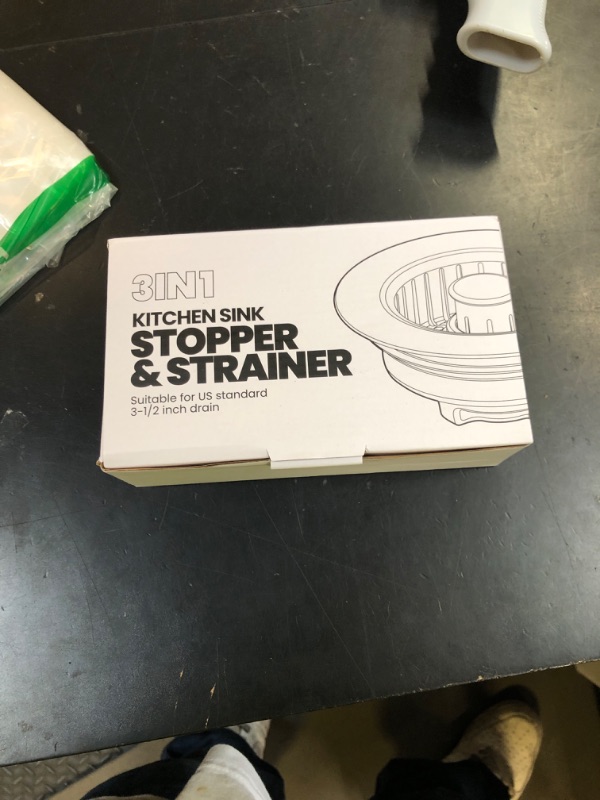 3IN1
KITCHEN SINK
STOPPER
& STRAINER
Suitable for US standard
3-1/2 inch drain